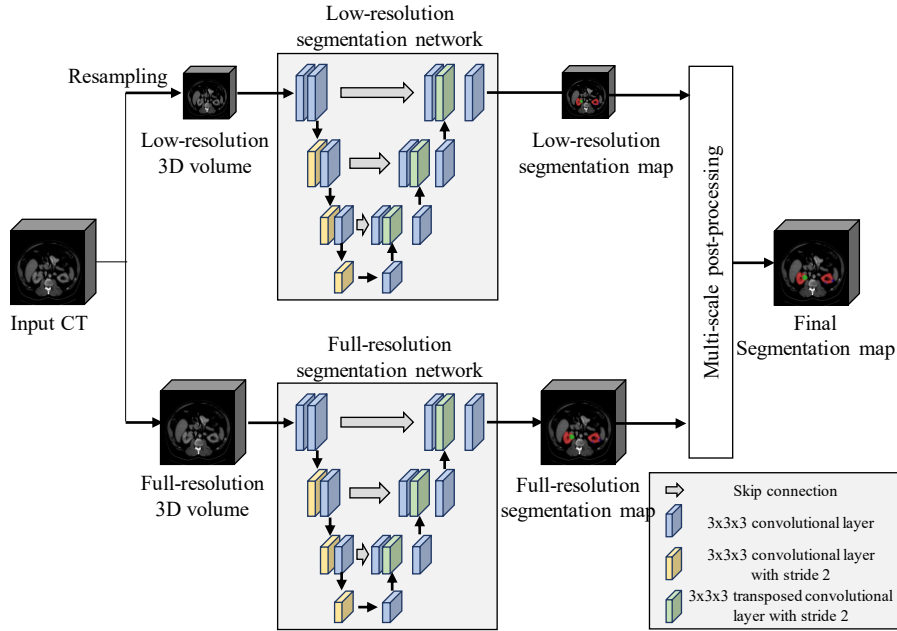 Low-resolution
segmentation network
Resampling
Low-resolution
3D volume
Low-resolution
segmentation map
Input CT
Multi-scale post-processing
Final
Segmentation map
Full-resolution
segmentation network
Full-resolution
3D volume
Full-resolution
segmentation map
Skip connection
3x3x3 convolutional layer
3x3x3 convolutional layer
with stride 2
3x3x3 transposed convolutional
layer with stride 2